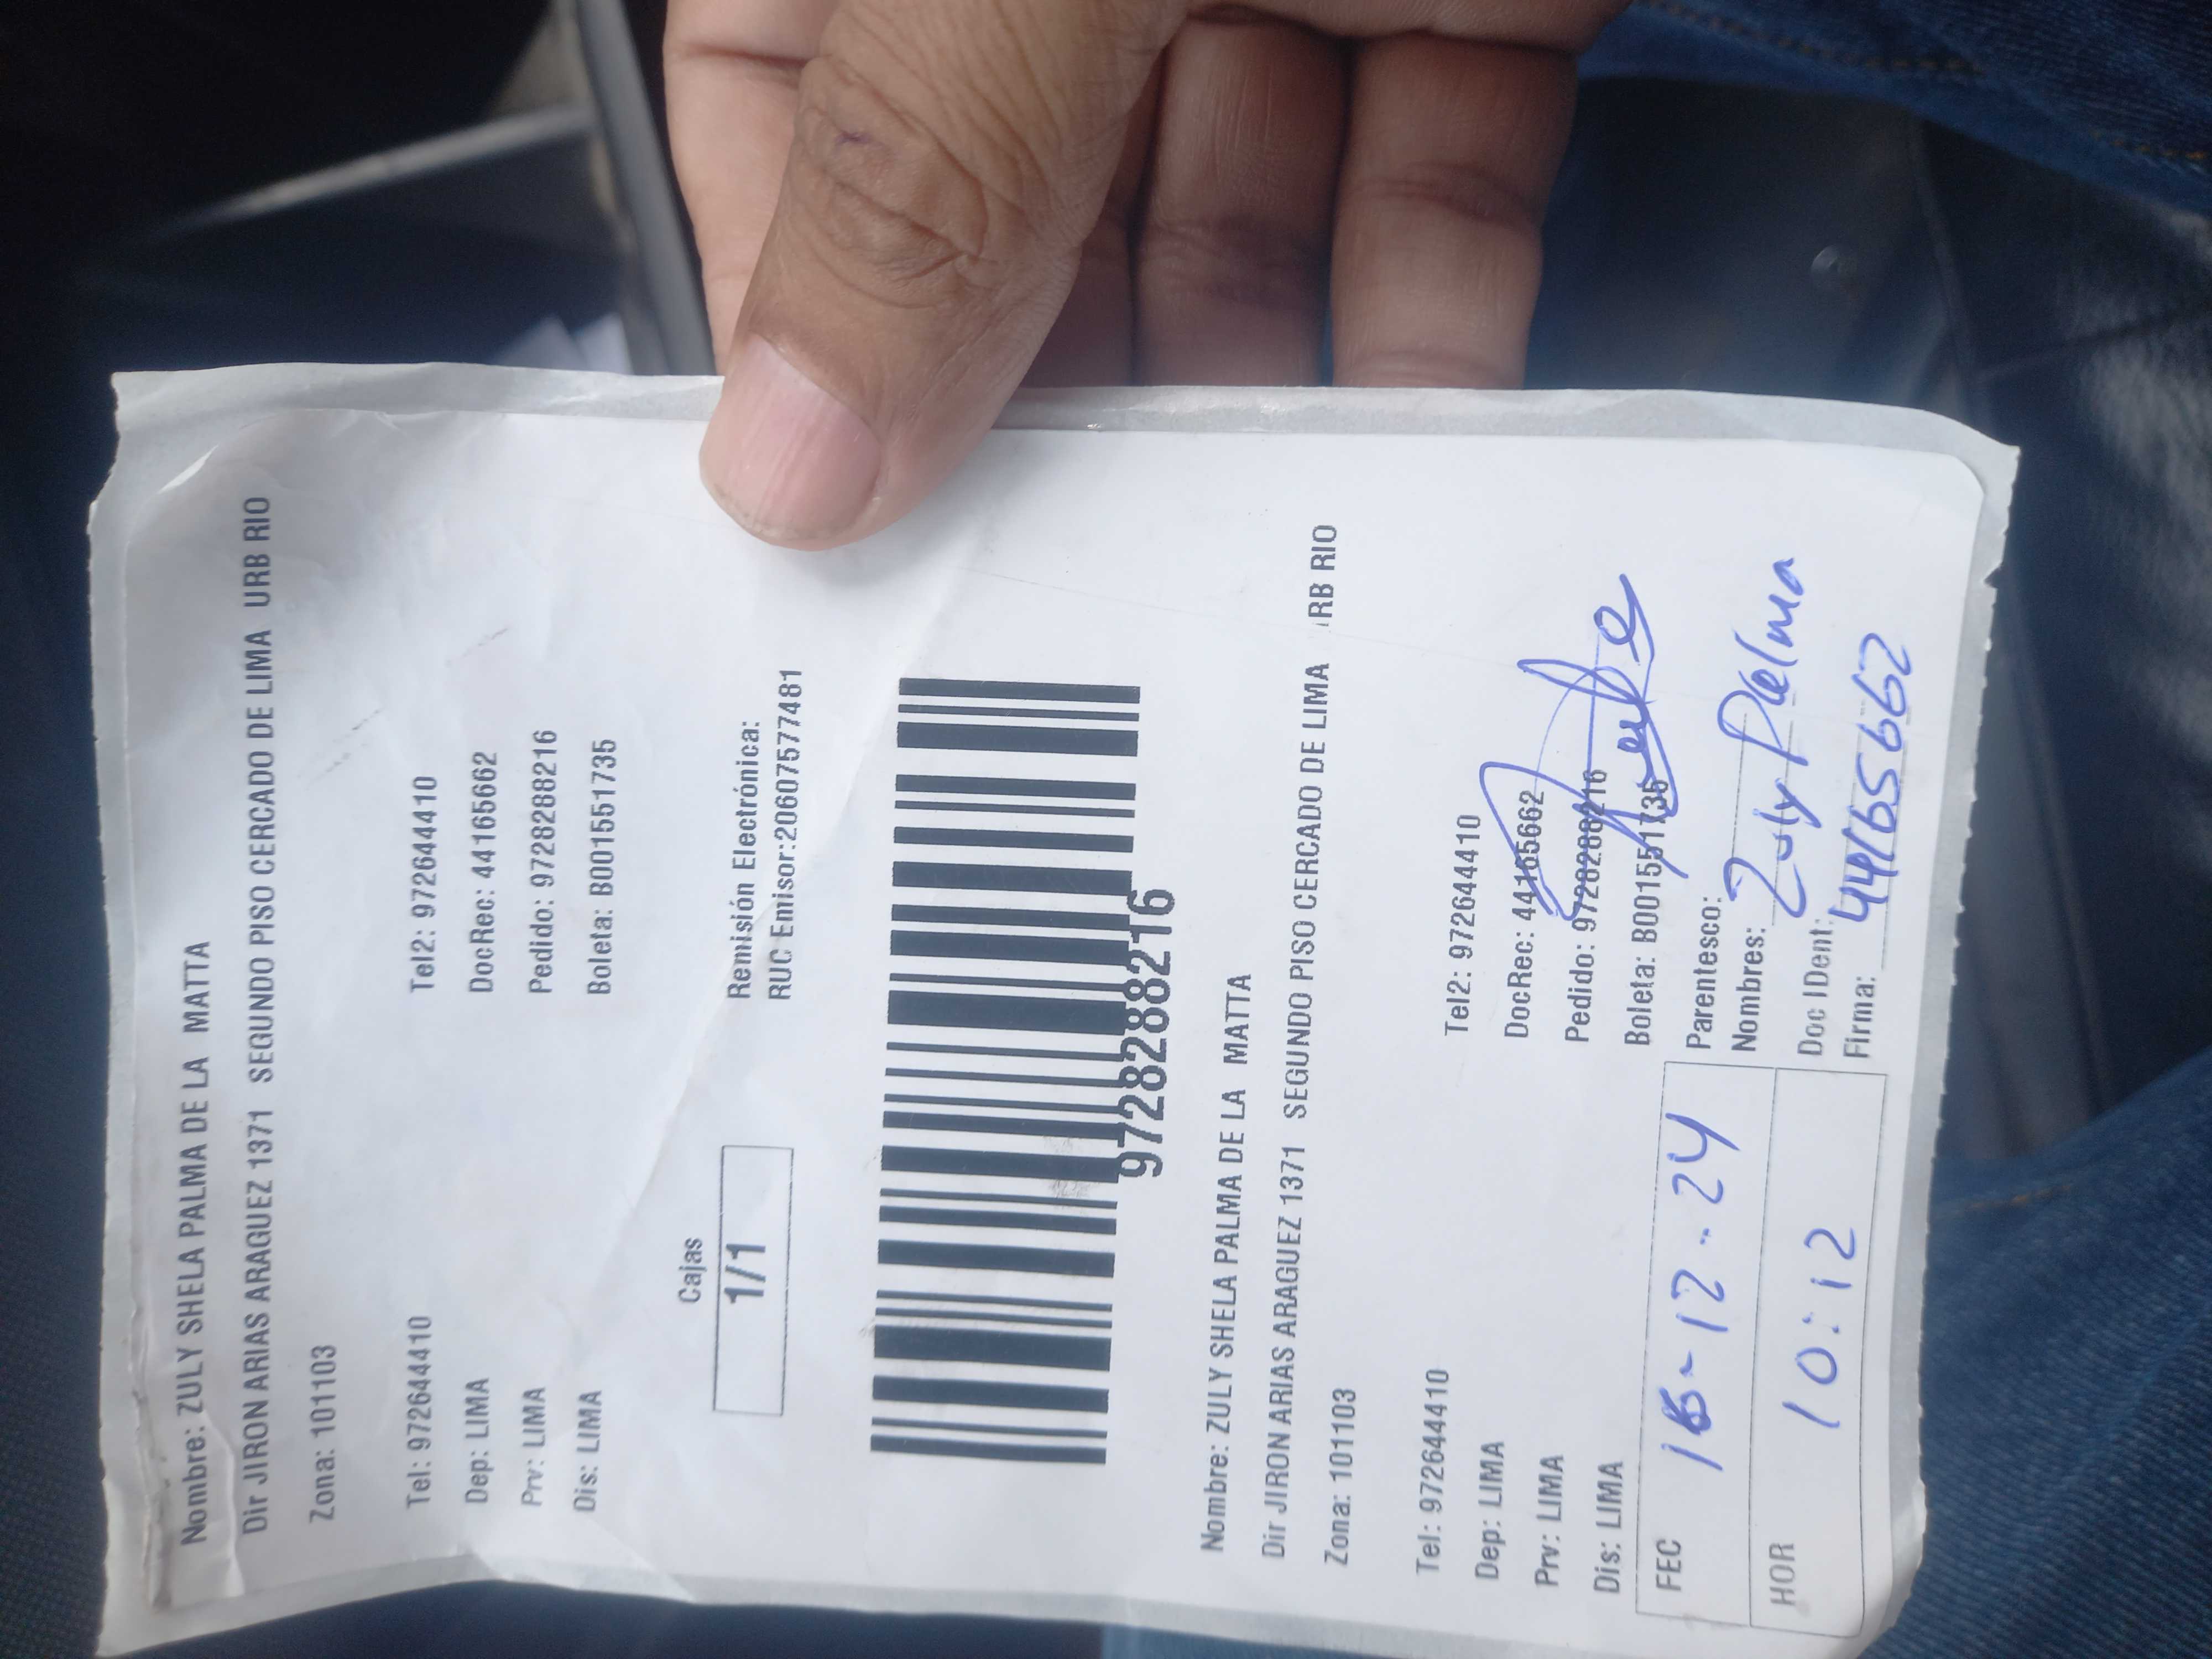 Nombre: ZULY SHELA PALMA DE LA MATTA
Dir JIRON ARIAS ARAGUEZ 1371 SEGUNDO PISO CERCADO DE LIMA URB RIO
Zona: 101103
Tel: 972644410 Tel2: 972644410
Dep: LIMA DocRec: 44165662
Prv: LIMA Pedido: 9728288216
Dis: LIMA Boleta: B001551735
Cajas Remisión Electrónica:
1/1 RUC Emisor:20607577481
9728288216
Nombre: ZULY SHELA PALMA DE LA MATTA
Dir JIRON ARIAS ARAGUEZ 1371 SEGUNDO PISO CERCADO DE LIMA RB RIO
Zona: 101103
Tel: 972644410 Tel2: 972644410
Dep: LIMA DocRec: 44165662
Prv: LIMA Pedido: 9728288216
Dis: LIMA Boleta: B001551735
FEC 16-12-24 Parentesco:
Nombres: Zuly Palma
HOR 10:12 Doc IDent: 44165662
Firma: